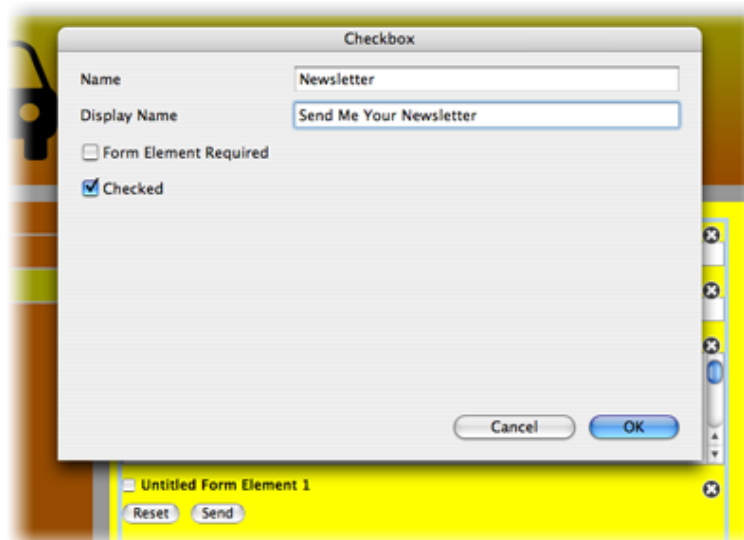 Checkbox
Name Newsletter
Display Name Send Me Your Newsletter
Form Element Required
Checked
Cancel OK
Untitled Form Element 1
Reset Send